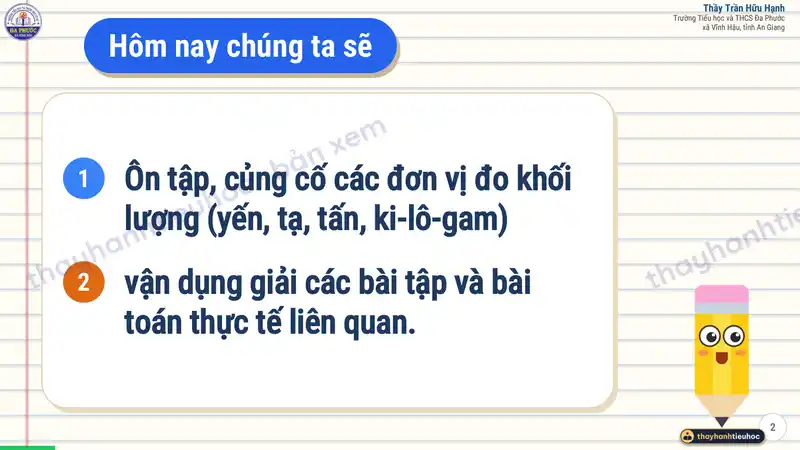 Thầy Trần Hữu Hạnh
Trường Tiểu học và THCS Đa Phước
xã Vĩnh Hậu, tỉnh An Giang
ĐA PHƯỚC
Hôm nay chúng ta sẽ
1 Ôn tập, củng cố các đơn vị đo khối
lượng (yến, tạ, tấn, ki-lô-gam)
2 vận dụng giải các bài tập và bài
toán thực tế liên quan.
thayhanhtieuhoc
2